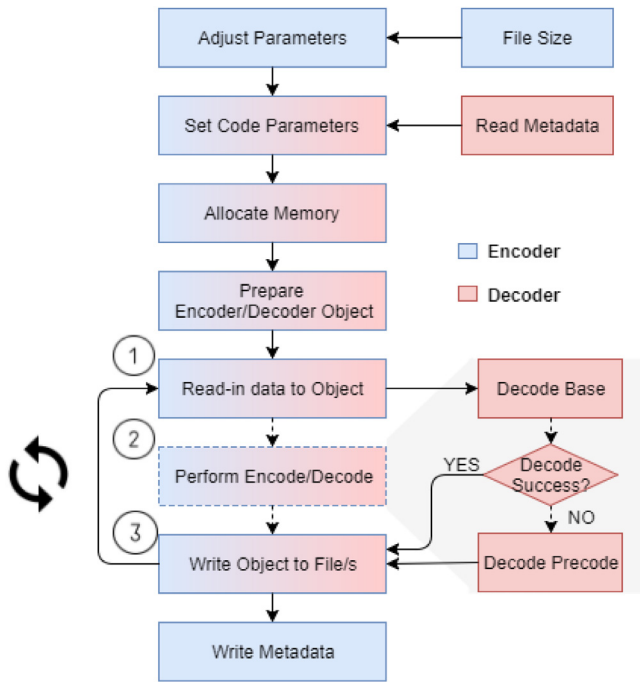 Adjust Parameters
File Size
Set Code Parameters
Read Metadata
Allocate Memory
Encoder
Prepare
Encoder/Decoder Object
Decoder
1
Read-in data to Object
Decode Base
2
Perform Encode/Decode
YES
Decode
Success?
NO
3
Write Object to File/s
Decode Precode
Write Metadata